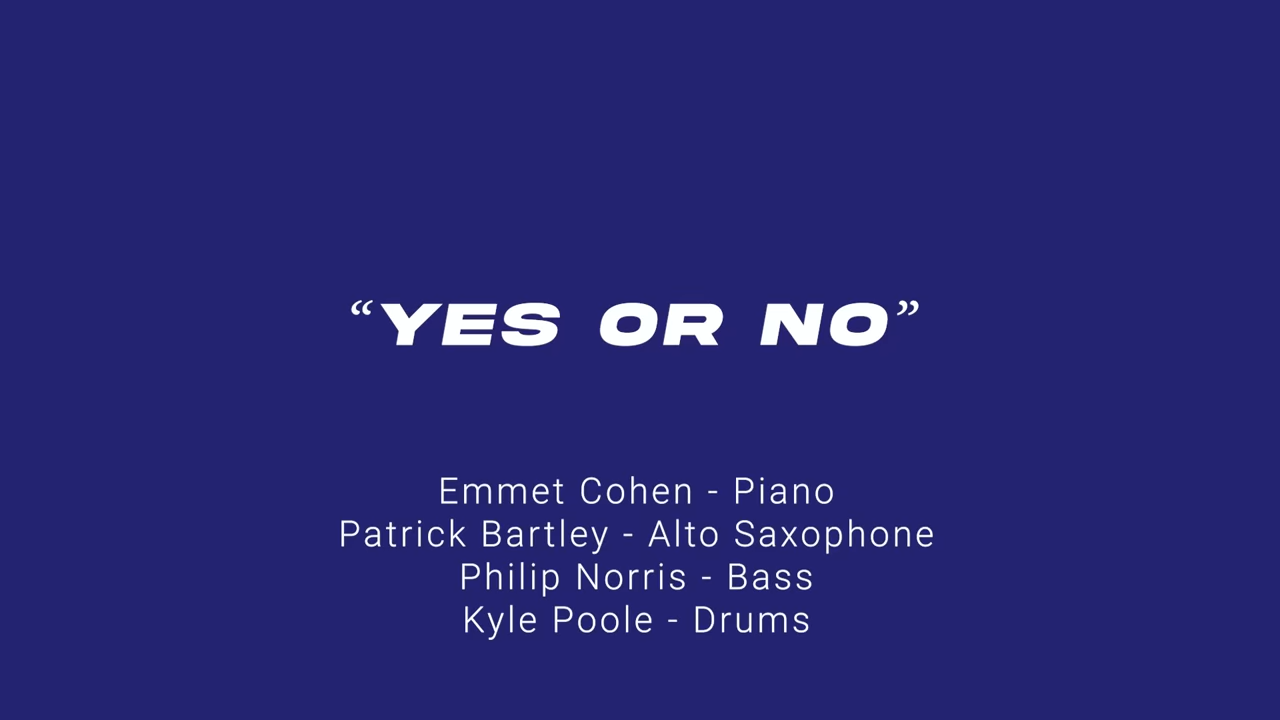 “YES OR NO”
Emmet Cohen - Piano
Patrick Bartley - Alto Saxophone
Philip Norris - Bass
Kyle Poole - Drums